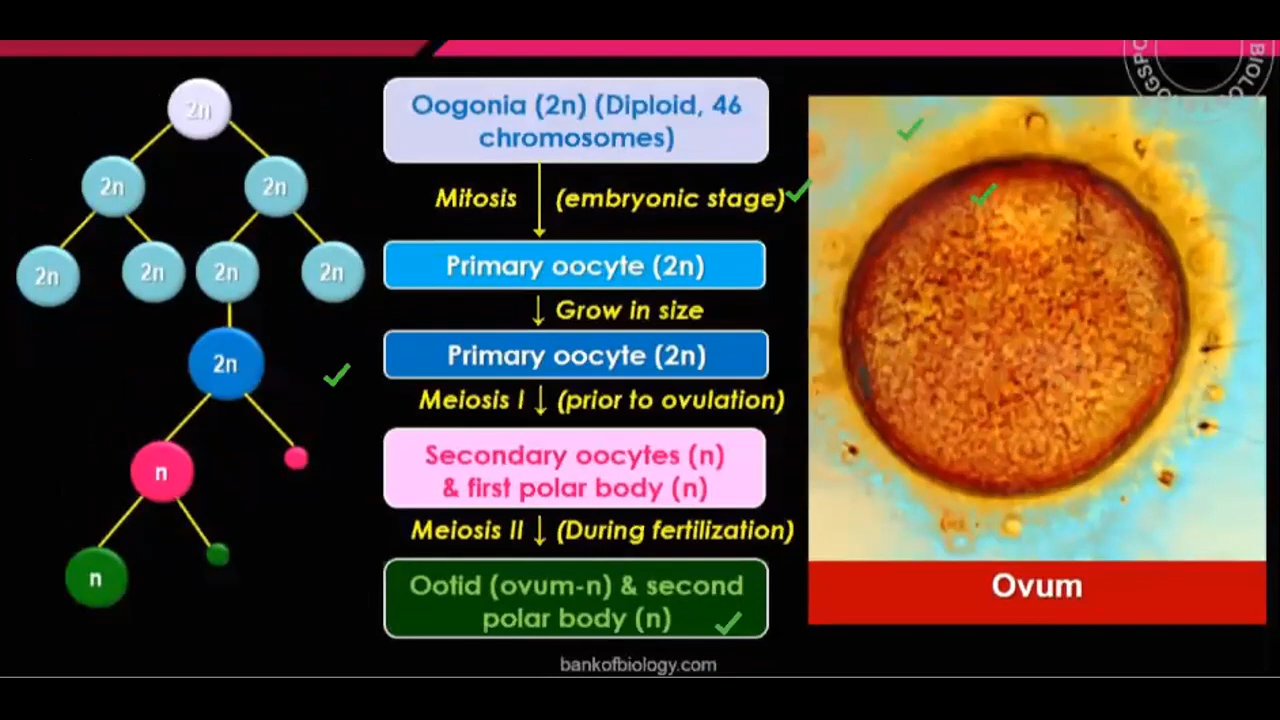 2n
2n
2n
2n
2n
2n
2n
2n
n
n
Oogonia (2n) (Diploid, 46
chromosomes)
Mitosis (embryonic stage)
Primary oocyte (2n)
↓ Grow in size
Primary oocyte (2n)
Meiosis I ↓ (prior to ovulation)
Secondary oocytes (n)
& first polar body (n)
Meiosis II ↓ (During fertilization)
Ootid (ovum-n) & second
polar body (n)
Ovum
bankofbiology.com